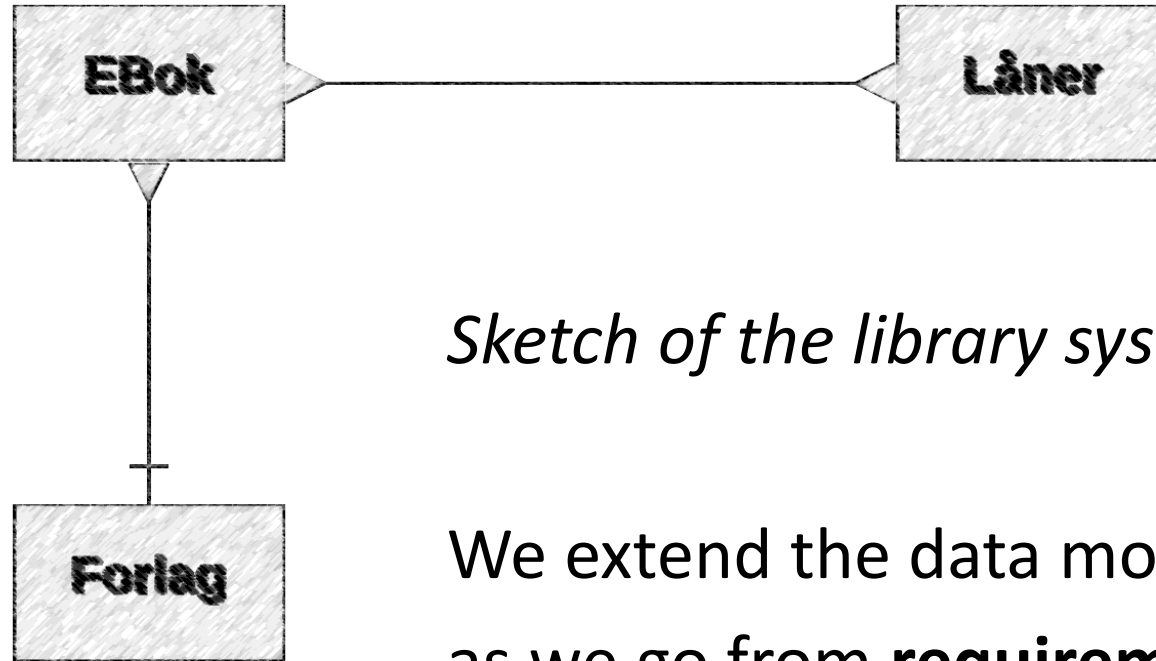 EBok
Låner
Sketch of the library sys
Forlag
We extend the data mo
as we go from requirem